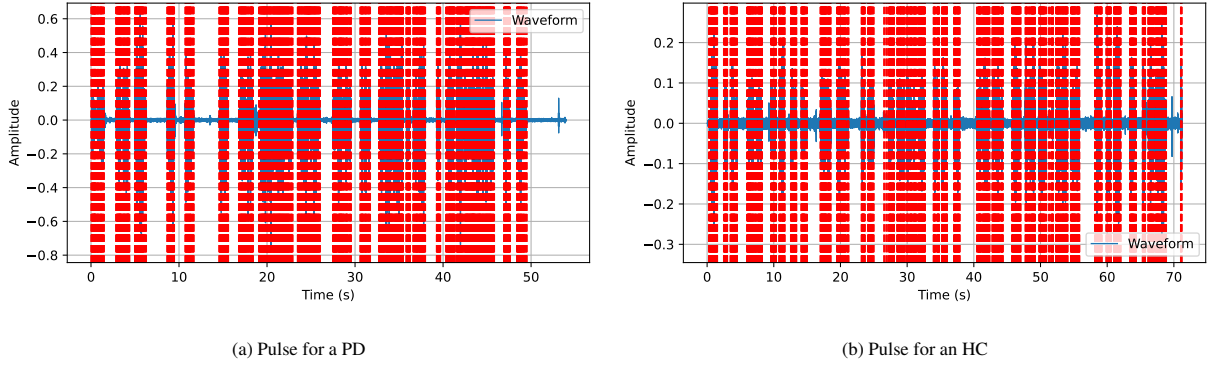 0.6
0.4
0.2
0.0
−0.2
−0.4
−0.6
−0.8
Amplitude
Waveform
0 10 20 30 40 50
Time (s)
(a) Pulse for a PD
0.2
0.1
0.0
−0.1
−0.2
−0.3
Amplitude
Waveform
0 10 20 30 40 50 60 70
Time (s)
(b) Pulse for an HC